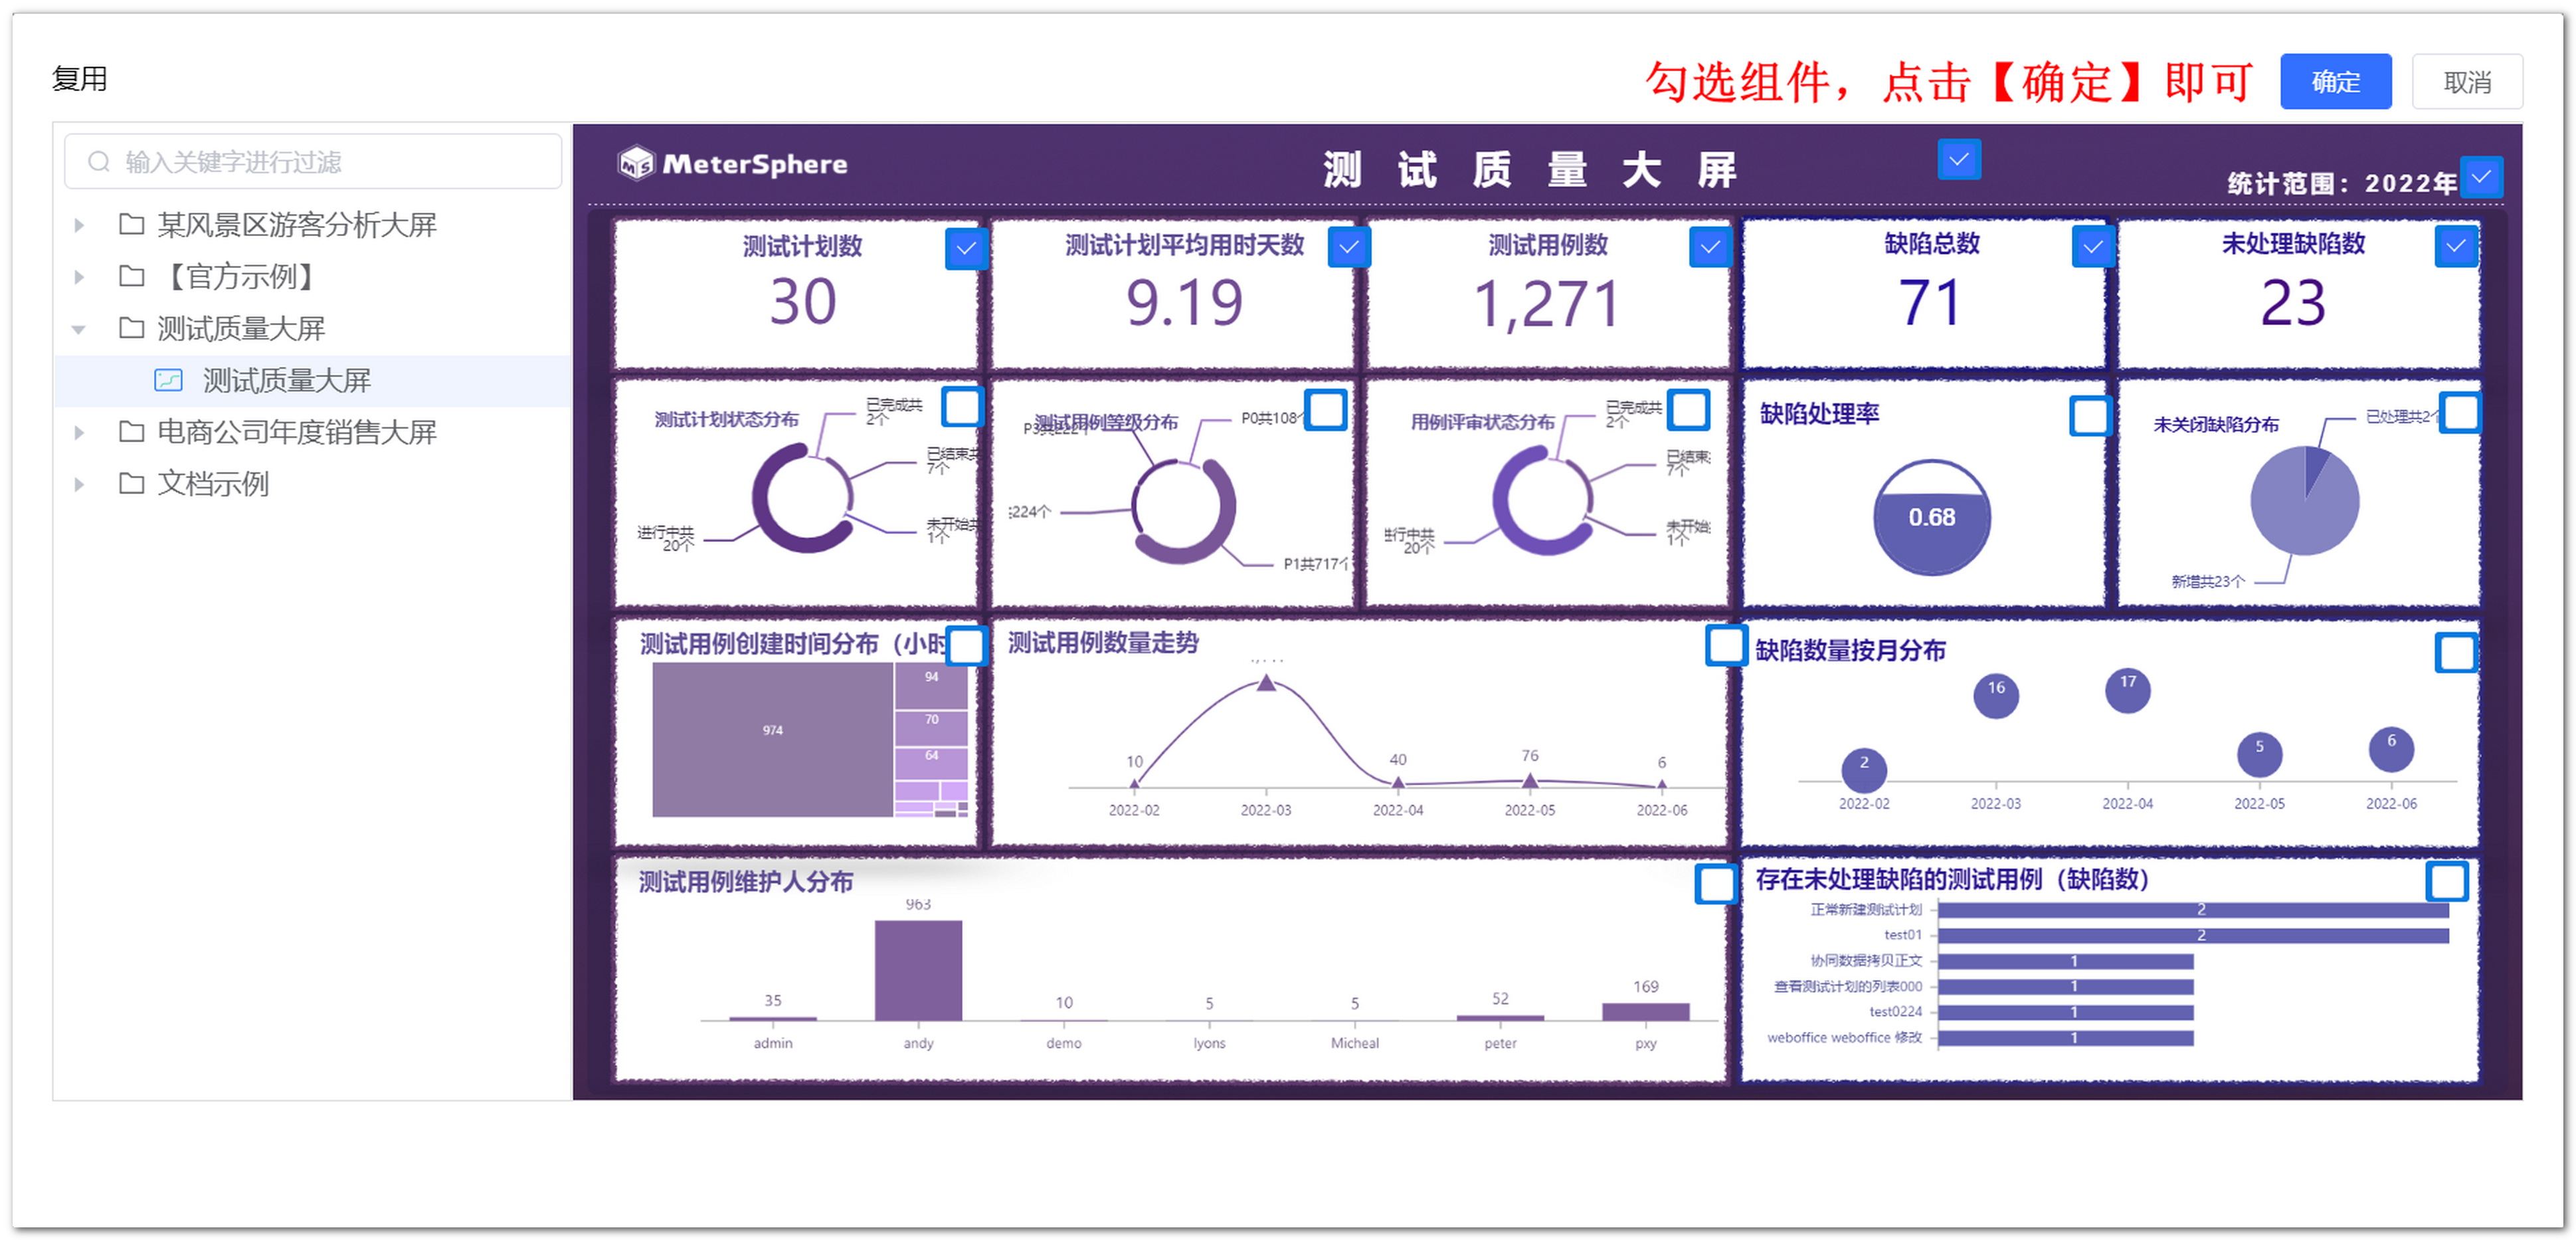 复用
勾选组件，点击【确定】即可
确定
取消
输入关键字进行过滤
某风景区游客分析大屏
【官方示例】
测试质量大屏
测试质量大屏
电商公司年度销售大屏
文档示例
MeterSphere
测试质量大屏
统计范围：2022年
测试计划数
30
测试计划平均用时天数
9.19
测试用例数
1,271
缺陷总数
71
未处理缺陷数
23
测试计划状态分布
已完成共
2个
已结束共
7个
未开始共
1个
进行中共
20个
测试用例等级分布
P0共108个
:224个
P1共717个
用例评审状态分布
已完成共
2个
已结束
7个
未开始
1个
进行中共
20个
缺陷处理率
0.68
未关闭缺陷分布
已处理共2个
新增共23个
测试用例创建时间分布（小时
974
94
70
64
测试用例数量走势
10
40
76
6
2022-02
2022-03
2022-04
2022-05
2022-06
缺陷数量按月分布
2
16
17
5
6
2022-02
2022-03
2022-04
2022-05
2022-06
测试用例维护人分布
35
963
10
5
5
52
169
admin
andy
demo
lyons
Micheal
peter
pxy
存在未处理缺陷的测试用例（缺陷数）
正常新建测试计划
2
test01
2
协同数据拷贝正文
1
查看测试计划的列表000
1
test0224
1
weboffice weboffice 修改
1